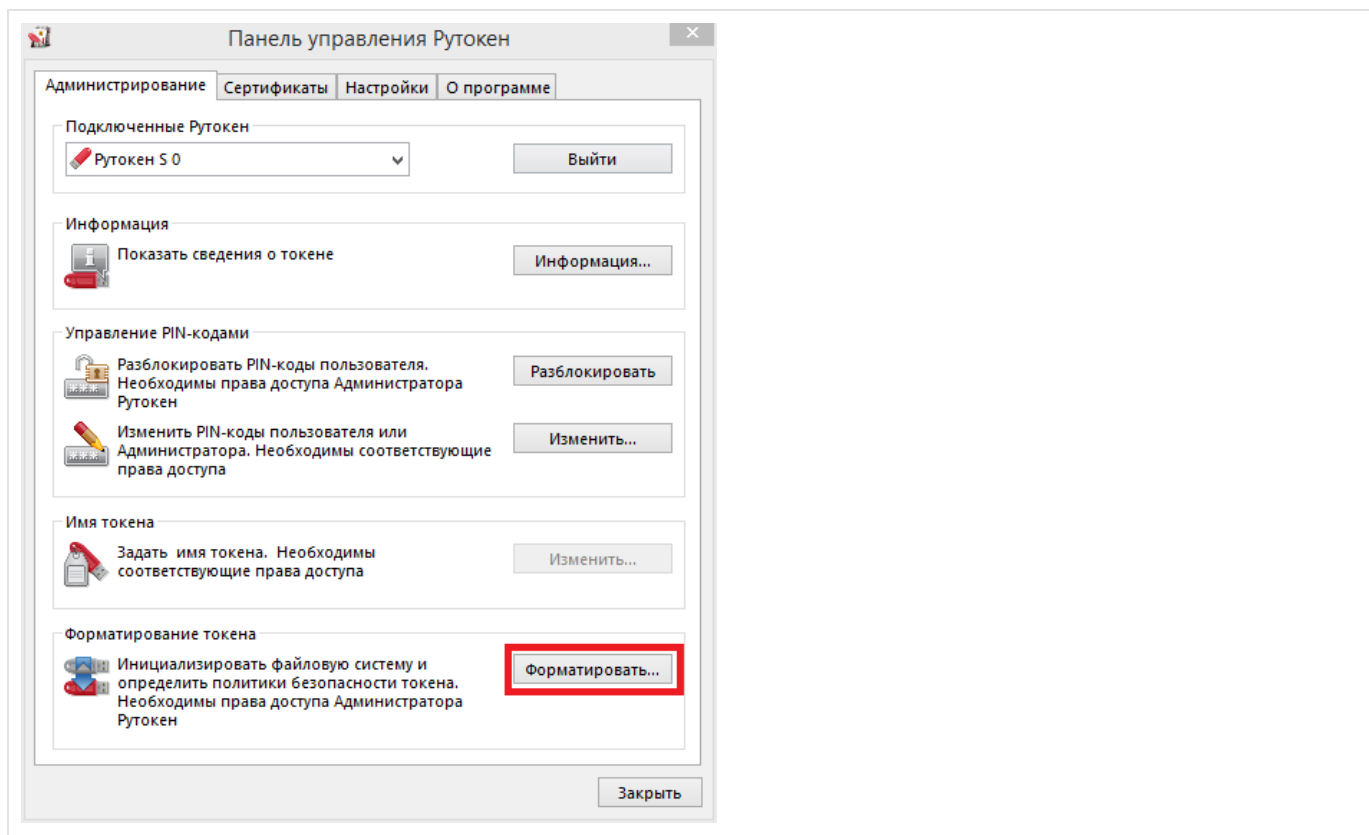 Панель управления Рутокен
Администрирование Сертификаты Настройки О программе
Подключенные Рутокен
Рутокен S 0
Выйти
Информация
Показать сведения о токене
Информация...
Управление PIN-кодами
Разблокировать PIN-коды пользователя.
Необходимы права доступа Администратора
Рутокен
Разблокировать
Изменить PIN-коды пользователя или
Администратора. Необходимы соответствующие
права доступа
Изменить...
Имя токена
Задать имя токена. Необходимы
соответствующие права доступа
Изменить...
Форматирование токена
Инициализировать файловую систему и
определить политики безопасности токена.
Необходимы права доступа Администратора
Рутокен
Форматировать...
Закрыть